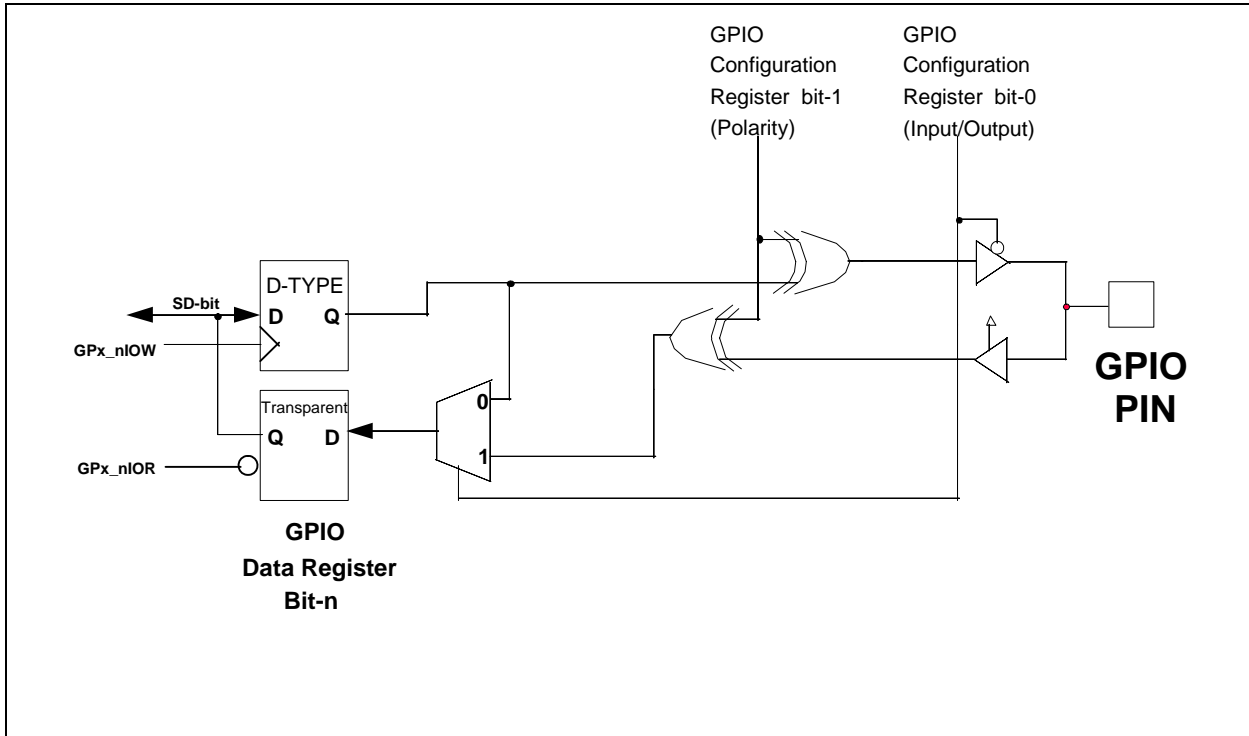 GPIO
Configuration
Register bit-1
(Polarity)
GPIO
Configuration
Register bit-0
(Input/Output)
D-TYPE
SD-bit
D Q
GPx_nIOW
Transparent
Q D
GPx_nIOR
0
1
GPIO
PIN
GPIO
Data Register
Bit-n